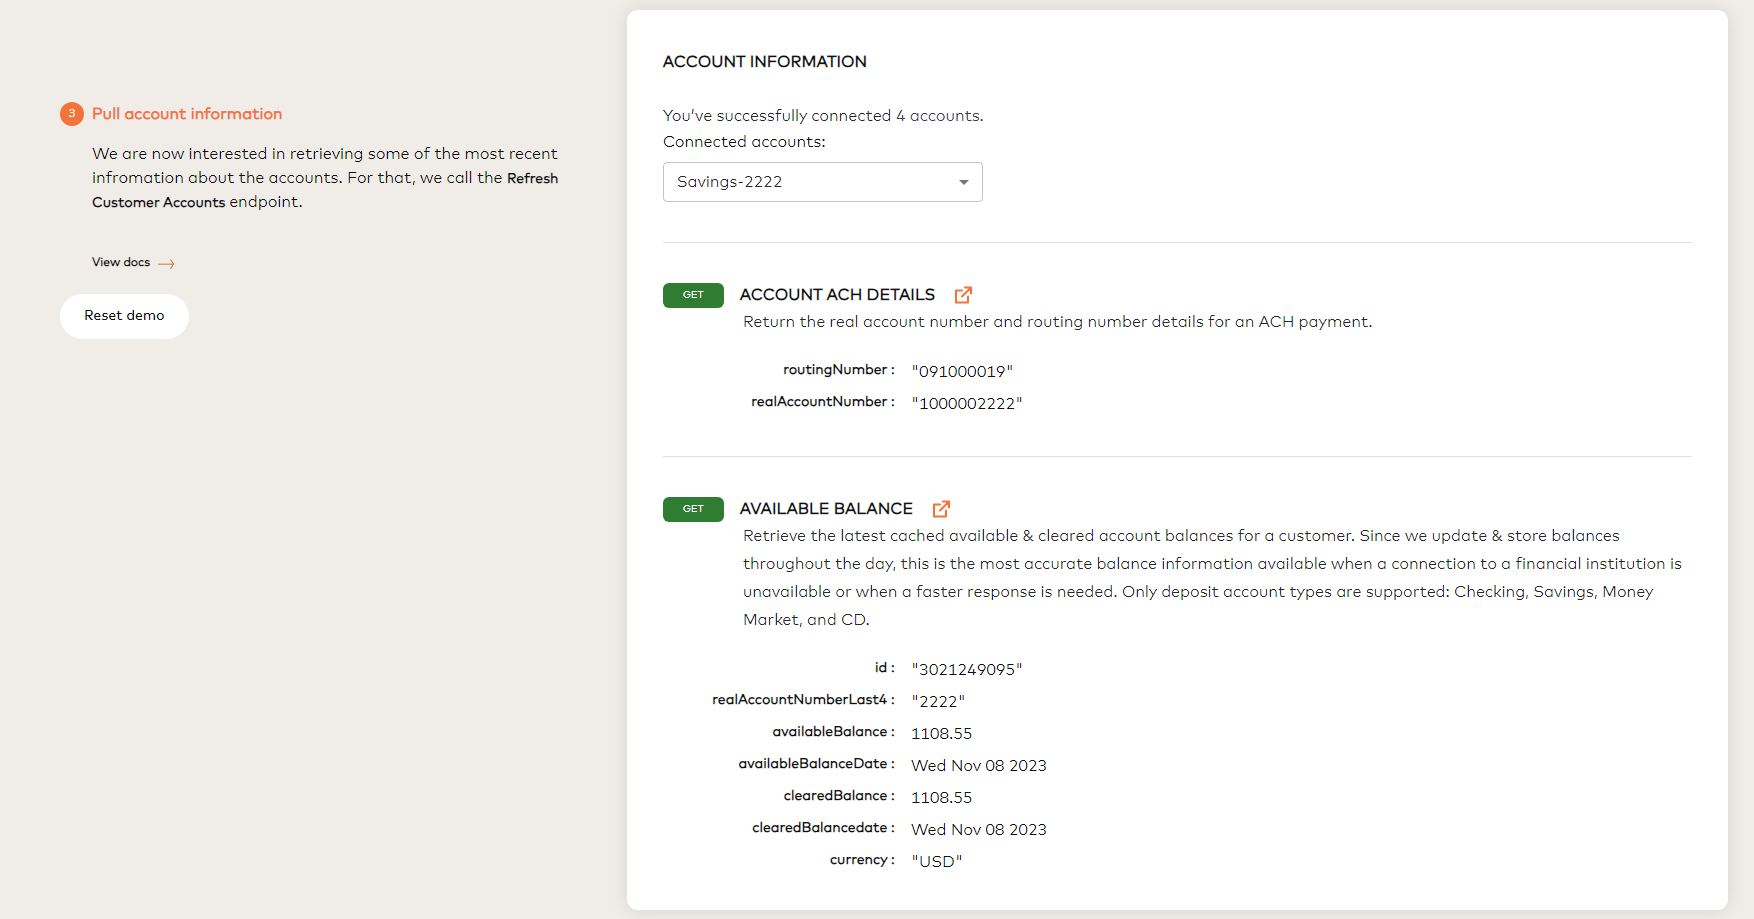 3 Pull account information
We are now interested in retrieving some of the most recent
infromation about the accounts. For that, we call the Refresh
Customer Accounts endpoint.
View docs
Reset demo
ACCOUNT INFORMATION
You've successfully connected 4 accounts.
Connected accounts:
Savings-2222
GET ACCOUNT ACH DETAILS
Return the real account number and routing number details for an ACH payment.
routingNumber : "091000019"
realAccountNumber : "1000002222"
GET AVAILABLE BALANCE
Retrieve the latest cached available & cleared account balances for a customer. Since we update & store balances
throughout the day, this is the most accurate balance information available when a connection to a financial institution is
unavailable or when a faster response is needed. Only deposit account types are supported: Checking, Savings, Money
Market, and CD.
id : "3021249095"
realAccountNumberLast4 : "2222"
availableBalance : 1108.55
availableBalanceDate : Wed Nov 08 2023
clearedBalance : 1108.55
clearedBalancedate : Wed Nov 08 2023
currency : "USD"